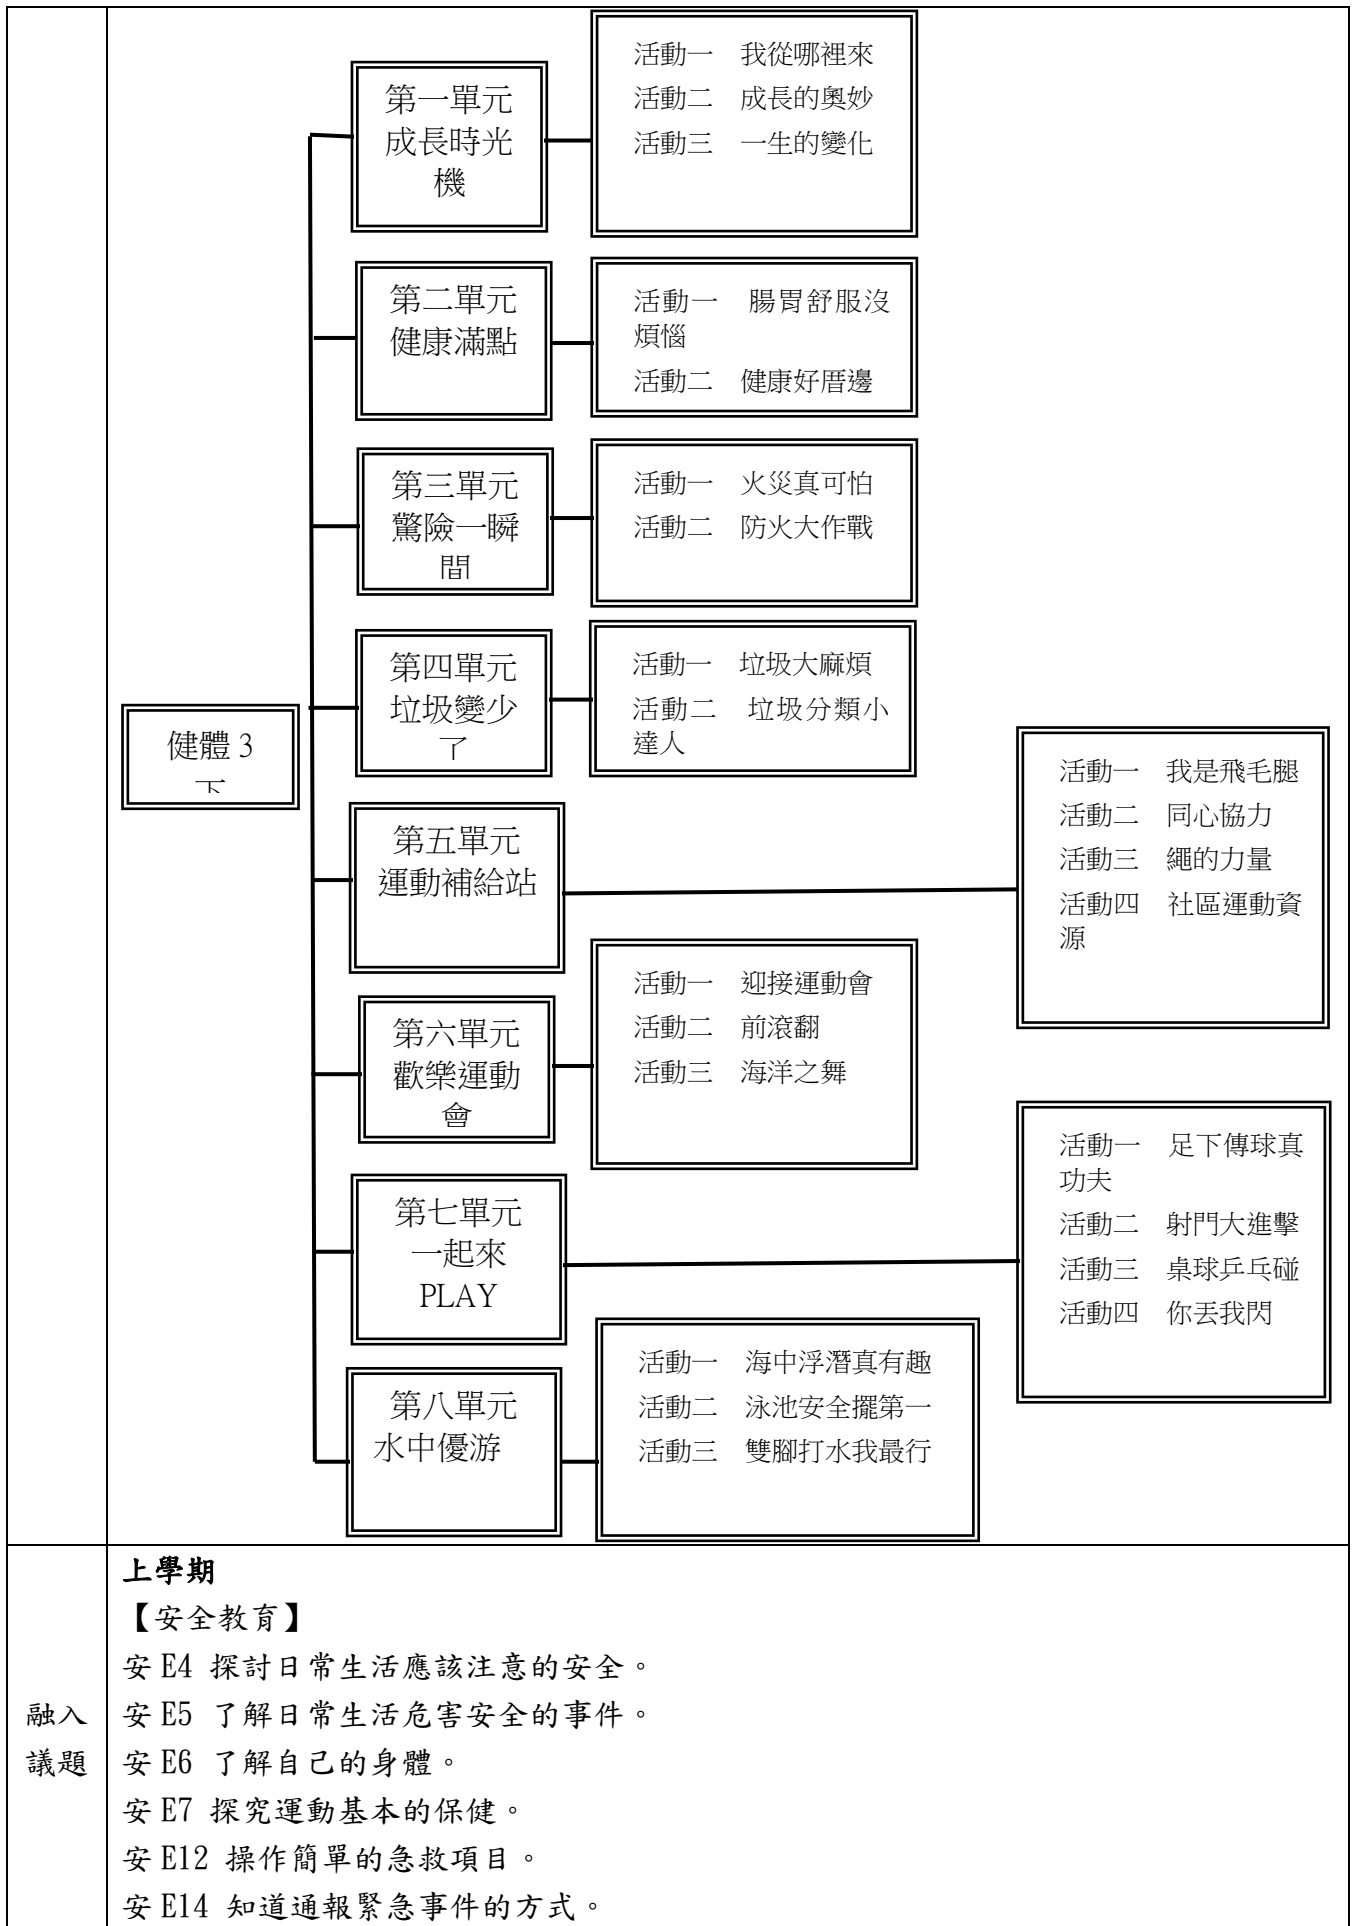 健體 3
下
第一單元
成長時光
機
活動一 我從哪裡來
活動二 成長的奧妙
活動三 一生的變化
第二單元
健康滿點
活動一 腸胃舒服沒
煩惱
活動二 健康好厝邊
第三單元
驚險一瞬
間
活動一 火災真可怕
活動二 防火大作戰
第四單元
垃圾變少
了
活動一 垃圾大麻煩
活動二 垃圾分類小
達人
第五單元
運動補給站
活動一 我是飛毛腿
活動二 同心協力
活動三 繩的力量
活動四 社區運動資
源
第六單元
歡樂運動
會
活動一 迎接運動會
活動二 前滾翻
活動三 海洋之舞
第七單元
一起來
PLAY
活動一 足下傳球真
功夫
活動二 射門大進擊
活動三 桌球乒乓碰
活動四 你丟我閃
第八單元
水中優游
活動一 海中浮潛真有趣
活動二 泳池安全擺第一
活動三 雙腳打水我最行
融入
議題
上學期
【安全教育】
安 E4 探討日常生活應該注意的安全。
安 E5 了解日常生活危害安全的事件。
安 E6 了解自己的身體。
安 E7 探究運動基本的保健。
安 E12 操作簡單的急救項目。
安 E14 知道通報緊急事件的方式。